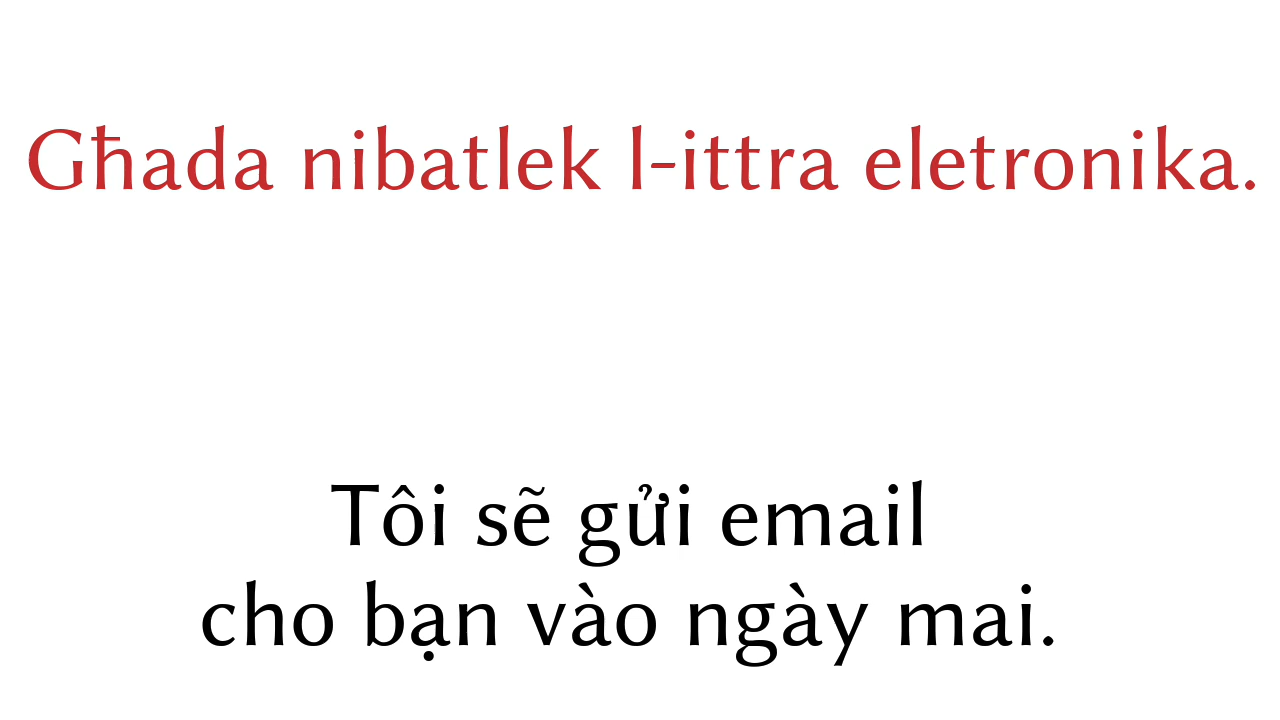 Għada nibatlek l-ittra eletronika.
Tôi sẽ gửi email
cho bạn vào ngày mai.